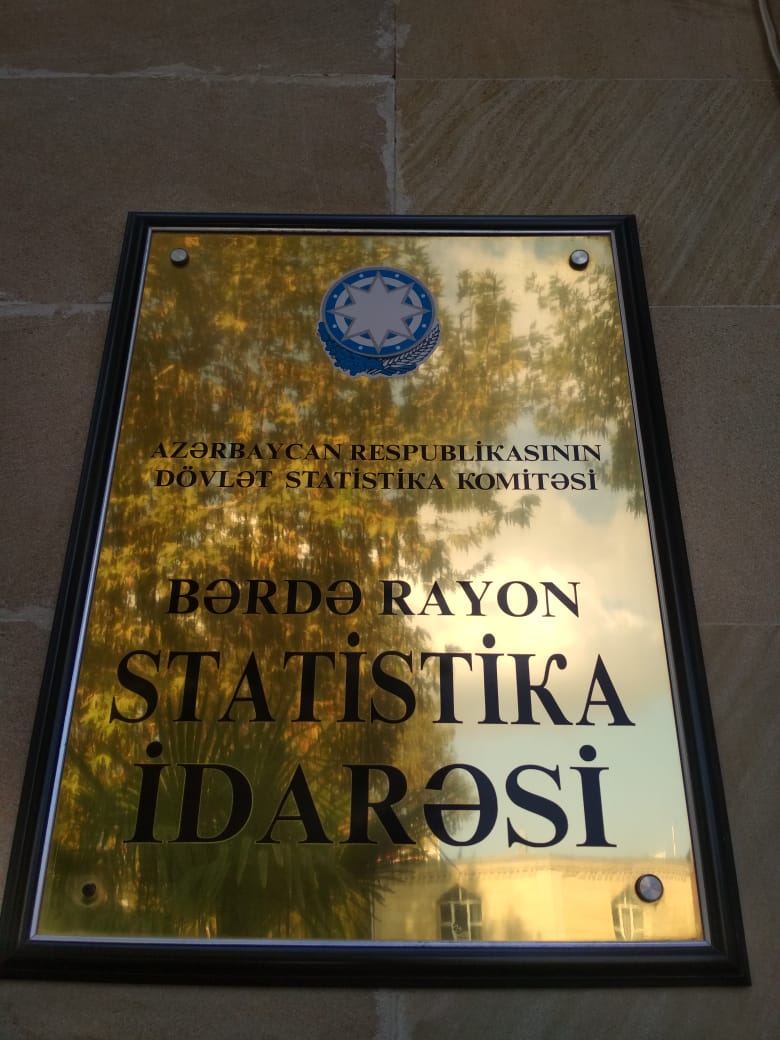 AZƏRBAYCAN RESPUBLİKASININ
DÖVLƏT STATİSTİKA KOMİTƏSİ
BƏRDƏ RAYON
STATİSTİKA
İDARƏSİ